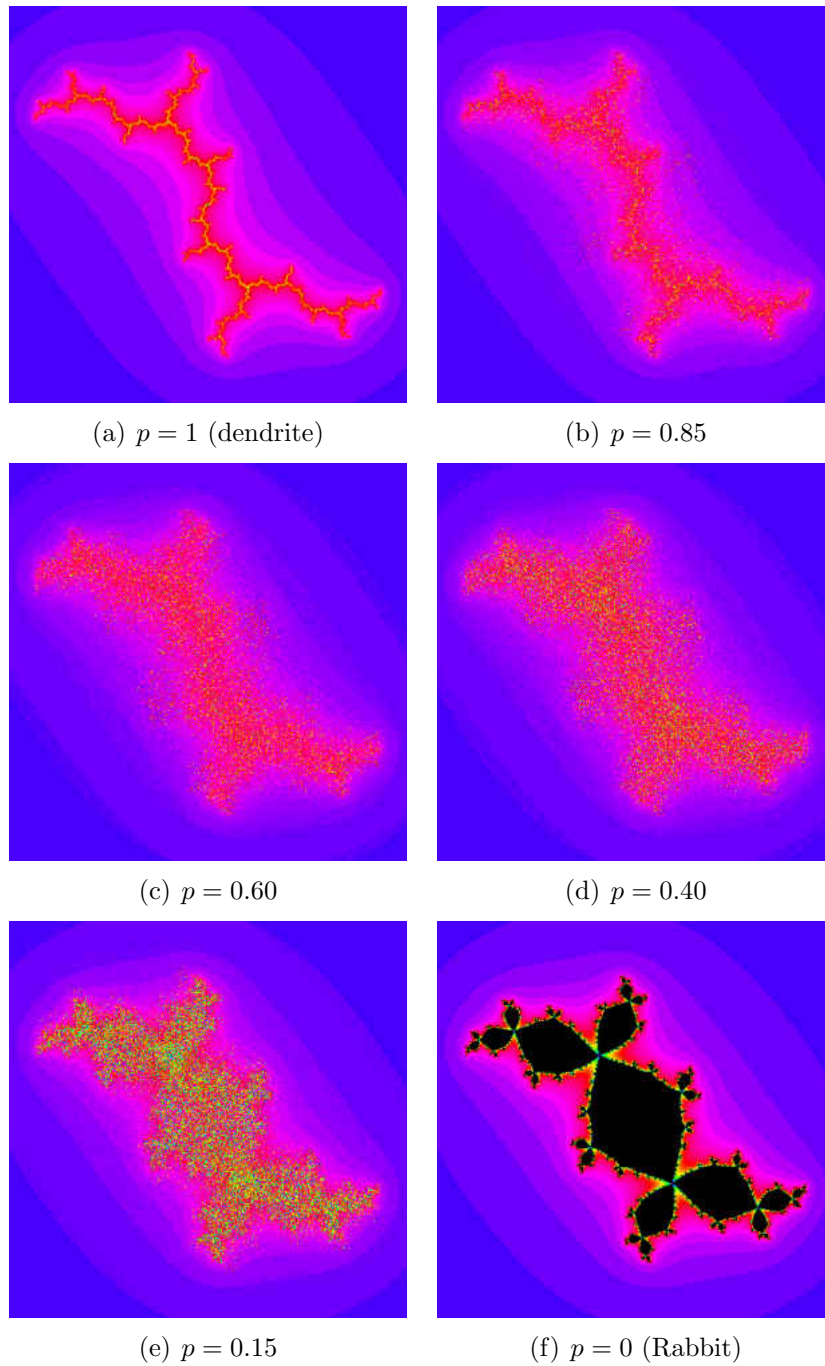 (a) p = 1 (dendrite)
(b) p = 0.85
(c) p = 0.60
(d) p = 0.40
(e) p = 0.15
(f) p = 0 (Rabbit)